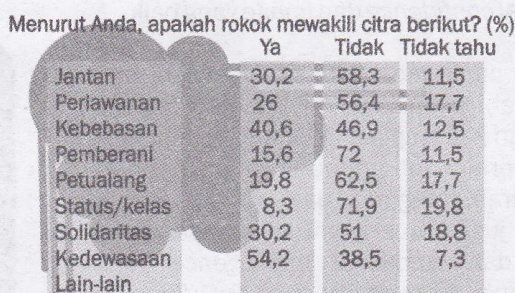 Menurut Anda, apakah rokok mewakili citra berikut? (%)
Ya Tidak Tidak tahu
Jantan 30,2 58,3 11,5
Perlawanan 26 56,4 17,7
Kebebasan 40,6 46,9 12,5
Pemberani 15,6 72 11,5
Petualang 19,8 62,5 17,7
Status/kelas 8,3 71,9 19,8
Solidaritas 30,2 51 18,8
Kedewasaan 54,2 38,5 7,3
Lain-lain